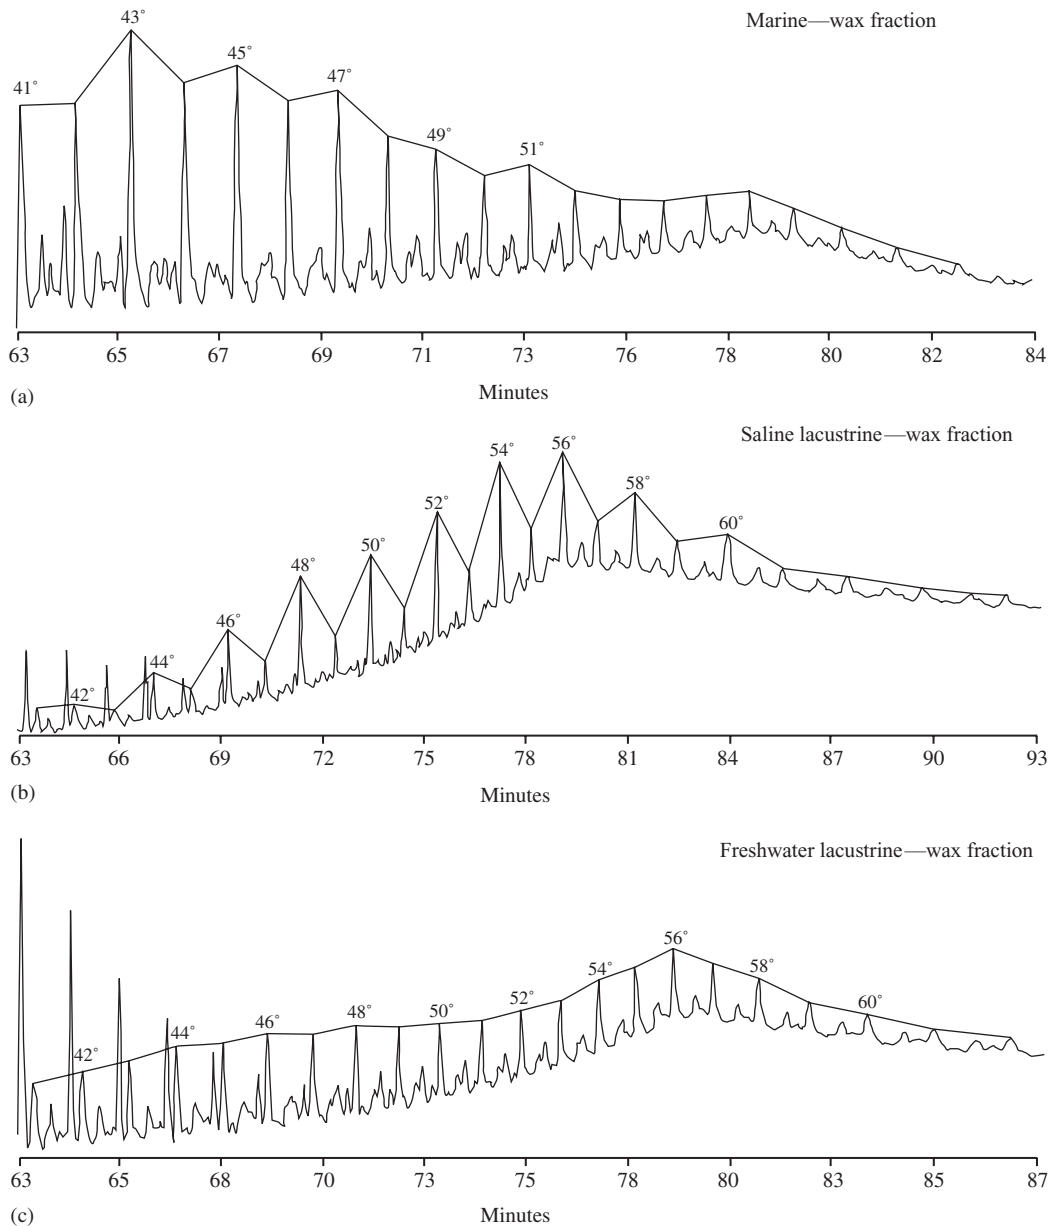 Marine—wax fraction
43°
45°
41°
47°
49°
51°
63 65 67 69 71 73 76 78 80 82 84
Minutes
(a)
Saline lacustrine—wax fraction
56°
54°
58°
52°
60°
50°
48°
46°
44°
42°
63 66 69 72 75 78 81 84 87 90 93
Minutes
(b)
Freshwater lacustrine—wax fraction
56°
54°
58°
52°
60°
50°
48°
46°
44°
42°
63 65 68 70 73 75 78 80 83 85 87
Minutes
(c)